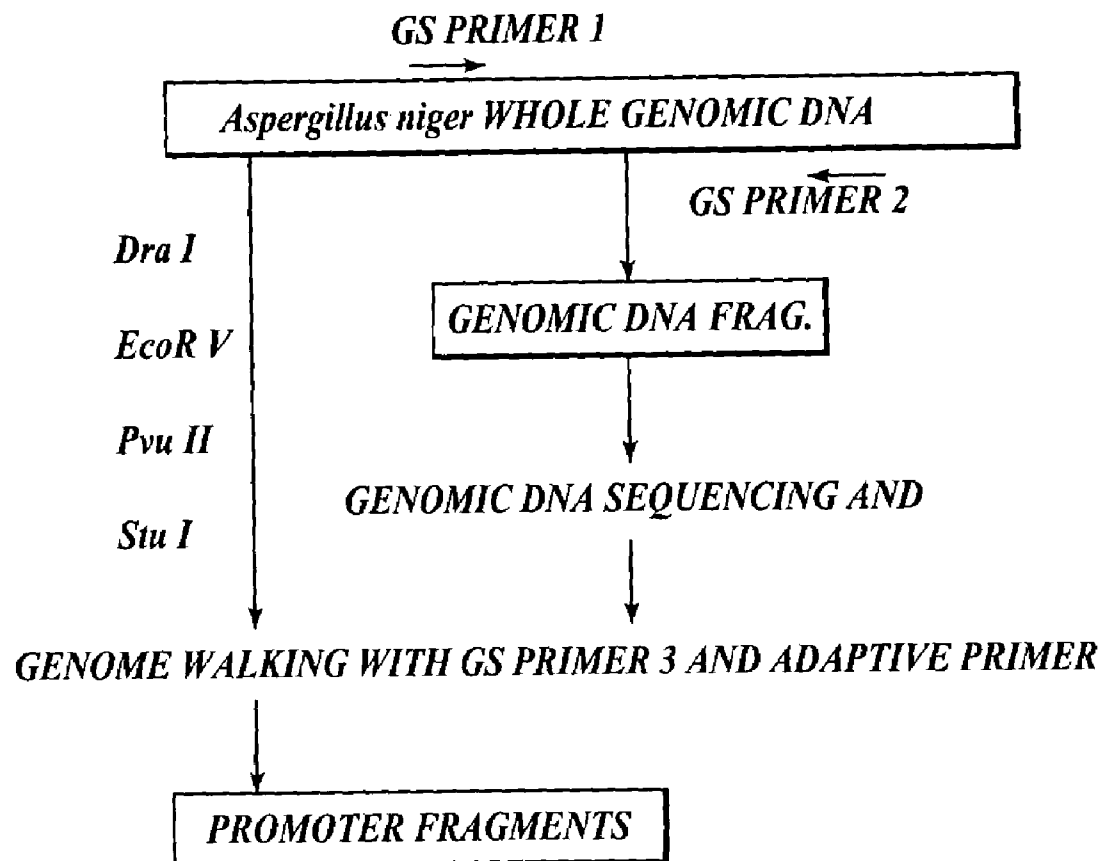 GS PRIMER 1
Aspergillus niger WHOLE GENOMIC DNA
GS PRIMER 2
Dra I
GENOMIC DNA FRAG.
EcoR V
Pvu II
GENOMIC DNA SEQUENCING AND
Stu I
GENOME WALKING WITH GS PRIMER 3 AND ADAPTIVE PRIMER
PROMOTER FRAGMENTS